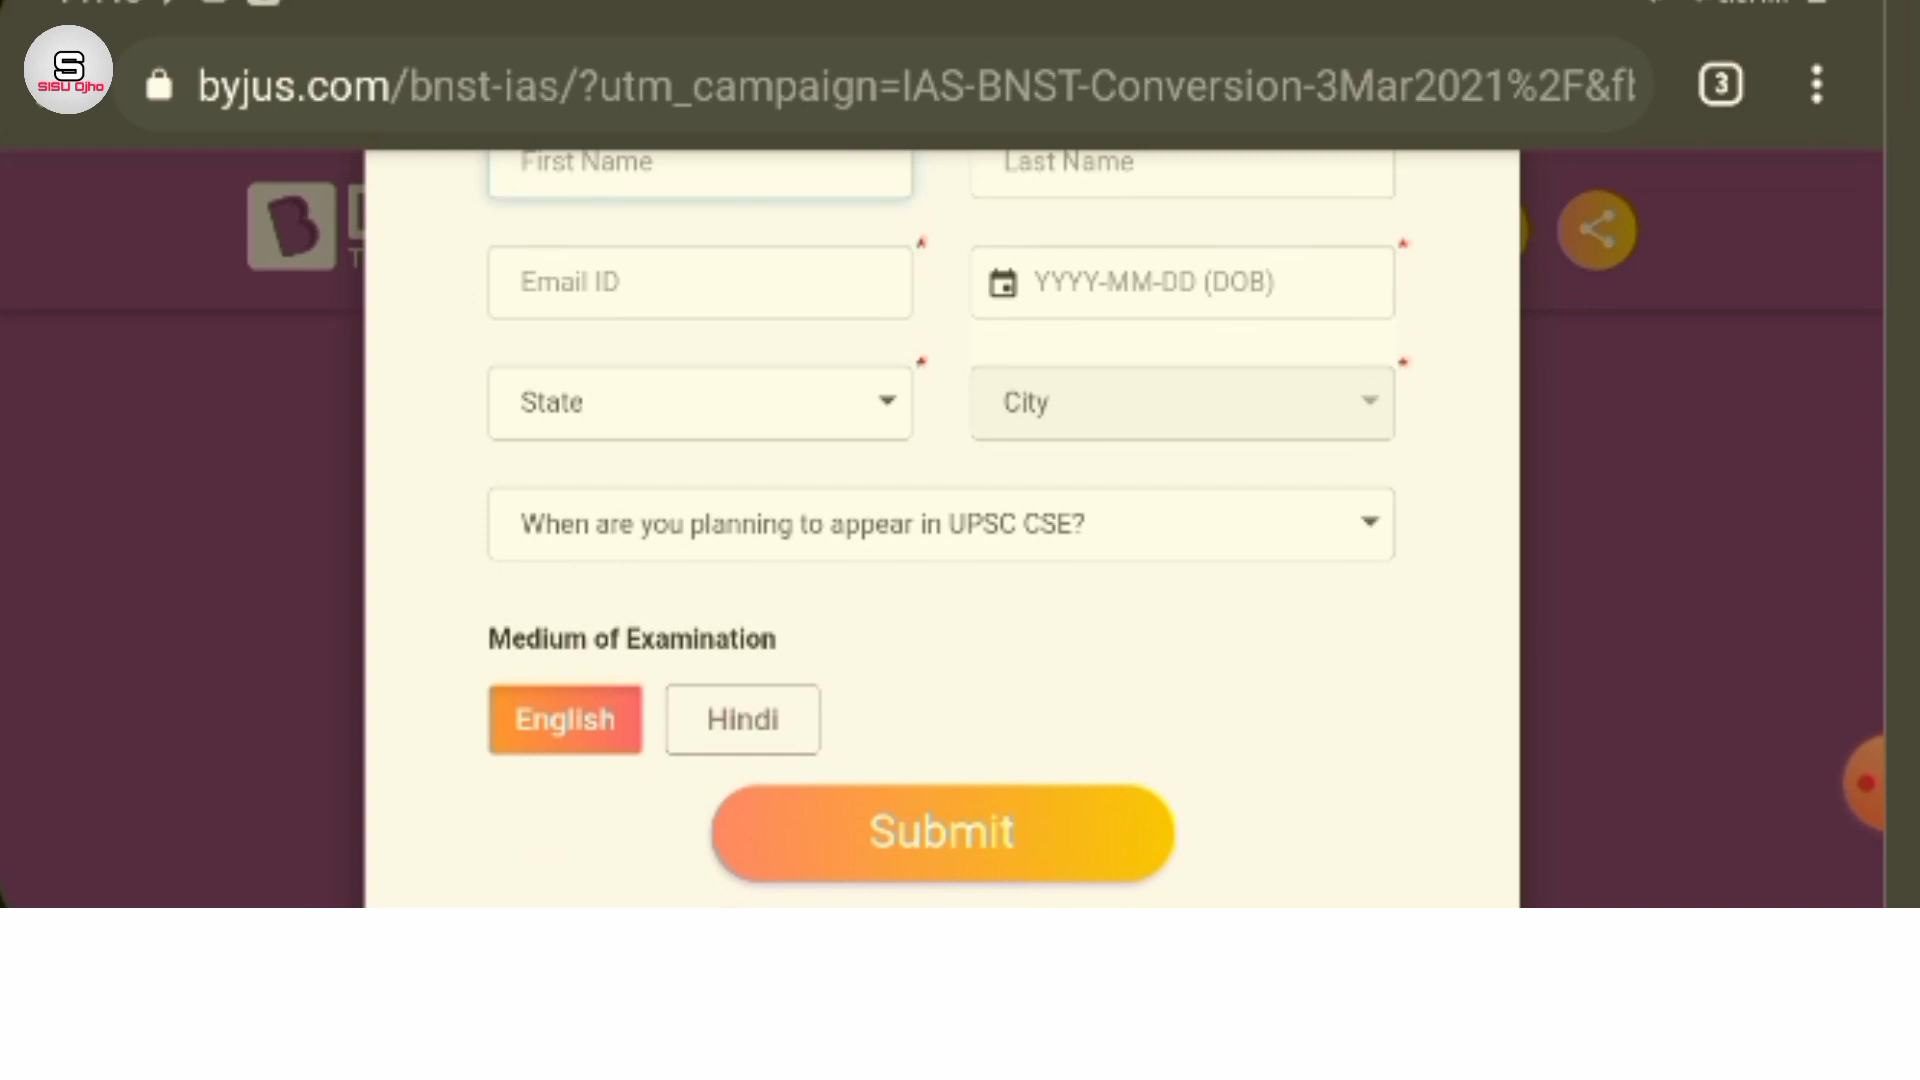 S
SISU Ojha
byjus.com/bnst-ias/?utm_campaign=IAS-BNST-Conversion-3Mar2021%2F&fb
3
First Name
Last Name
B
Email ID *
YYYY-MM-DD (DOB) *
State *
City *
When are you planning to appear in UPSC CSE?
Medium of Examination
English
Hindi
Submit